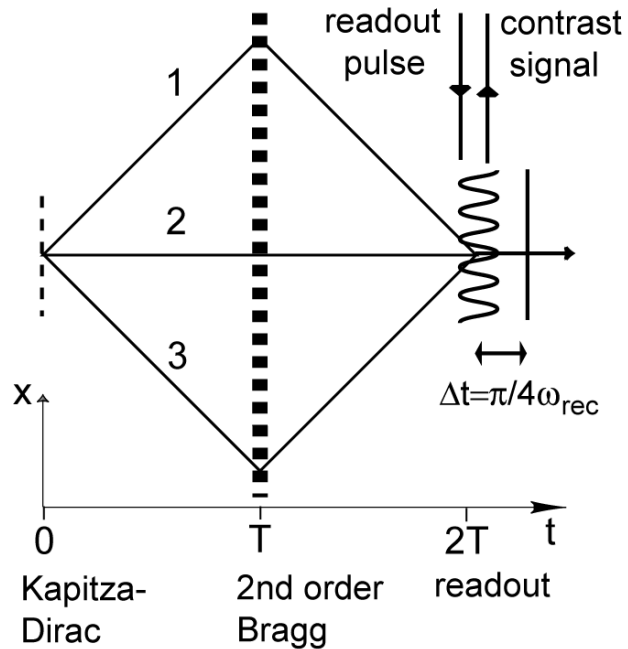 readout
pulse
contrast
signal
1
2
3
x
Δt=π/4ω_rec
0
T
2T
t
Kapitza-
Dirac
2nd order
Bragg
readout